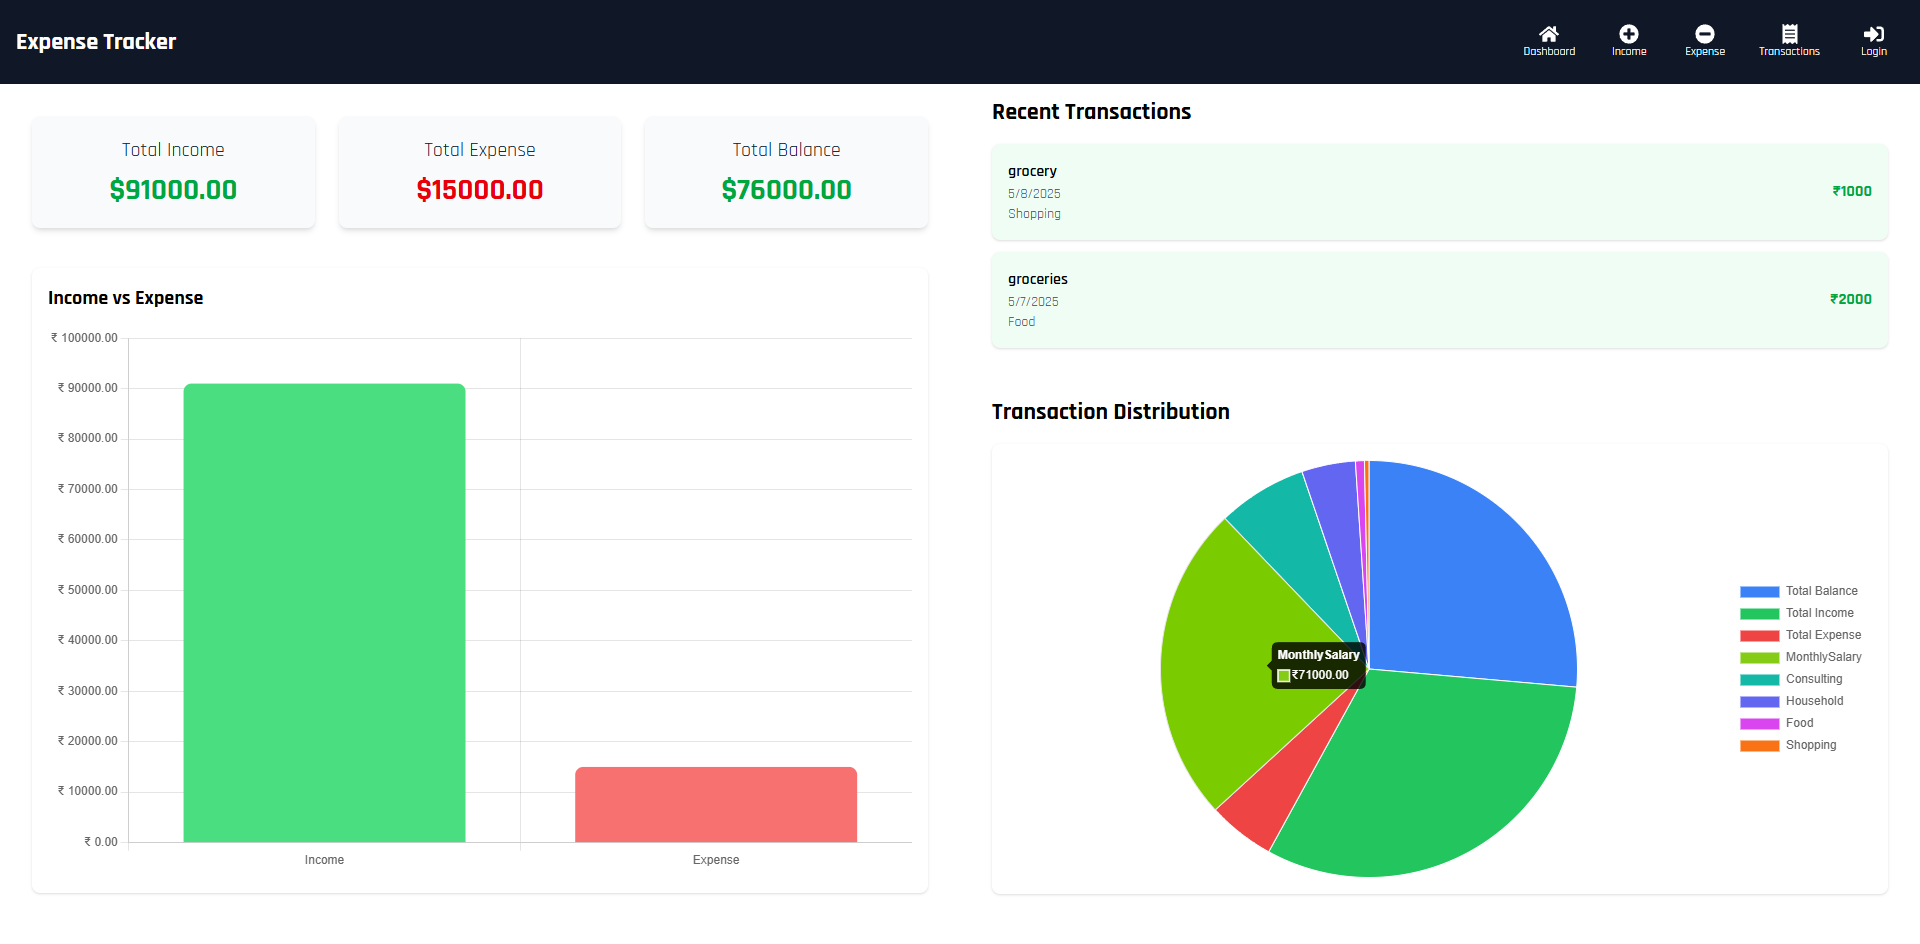 Expense Tracker
Dashboard
Income
Expense
Transactions
Login
Total Income
$91000.00
Total Expense
$15000.00
Total Balance
$76000.00
Income vs Expense
₹ 100000.00
₹ 90000.00
₹ 80000.00
₹ 70000.00
₹ 60000.00
₹ 50000.00
₹ 40000.00
₹ 30000.00
₹ 20000.00
₹ 10000.00
₹ 0.00
Income
Expense
Recent Transactions
grocery
5/8/2025
Shopping
₹1000
groceries
5/7/2025
Food
₹2000
Transaction Distribution
MonthlySalary
₹71000.00
Total Balance
Total Income
Total Expense
MonthlySalary
Consulting
Household
Food
Shopping